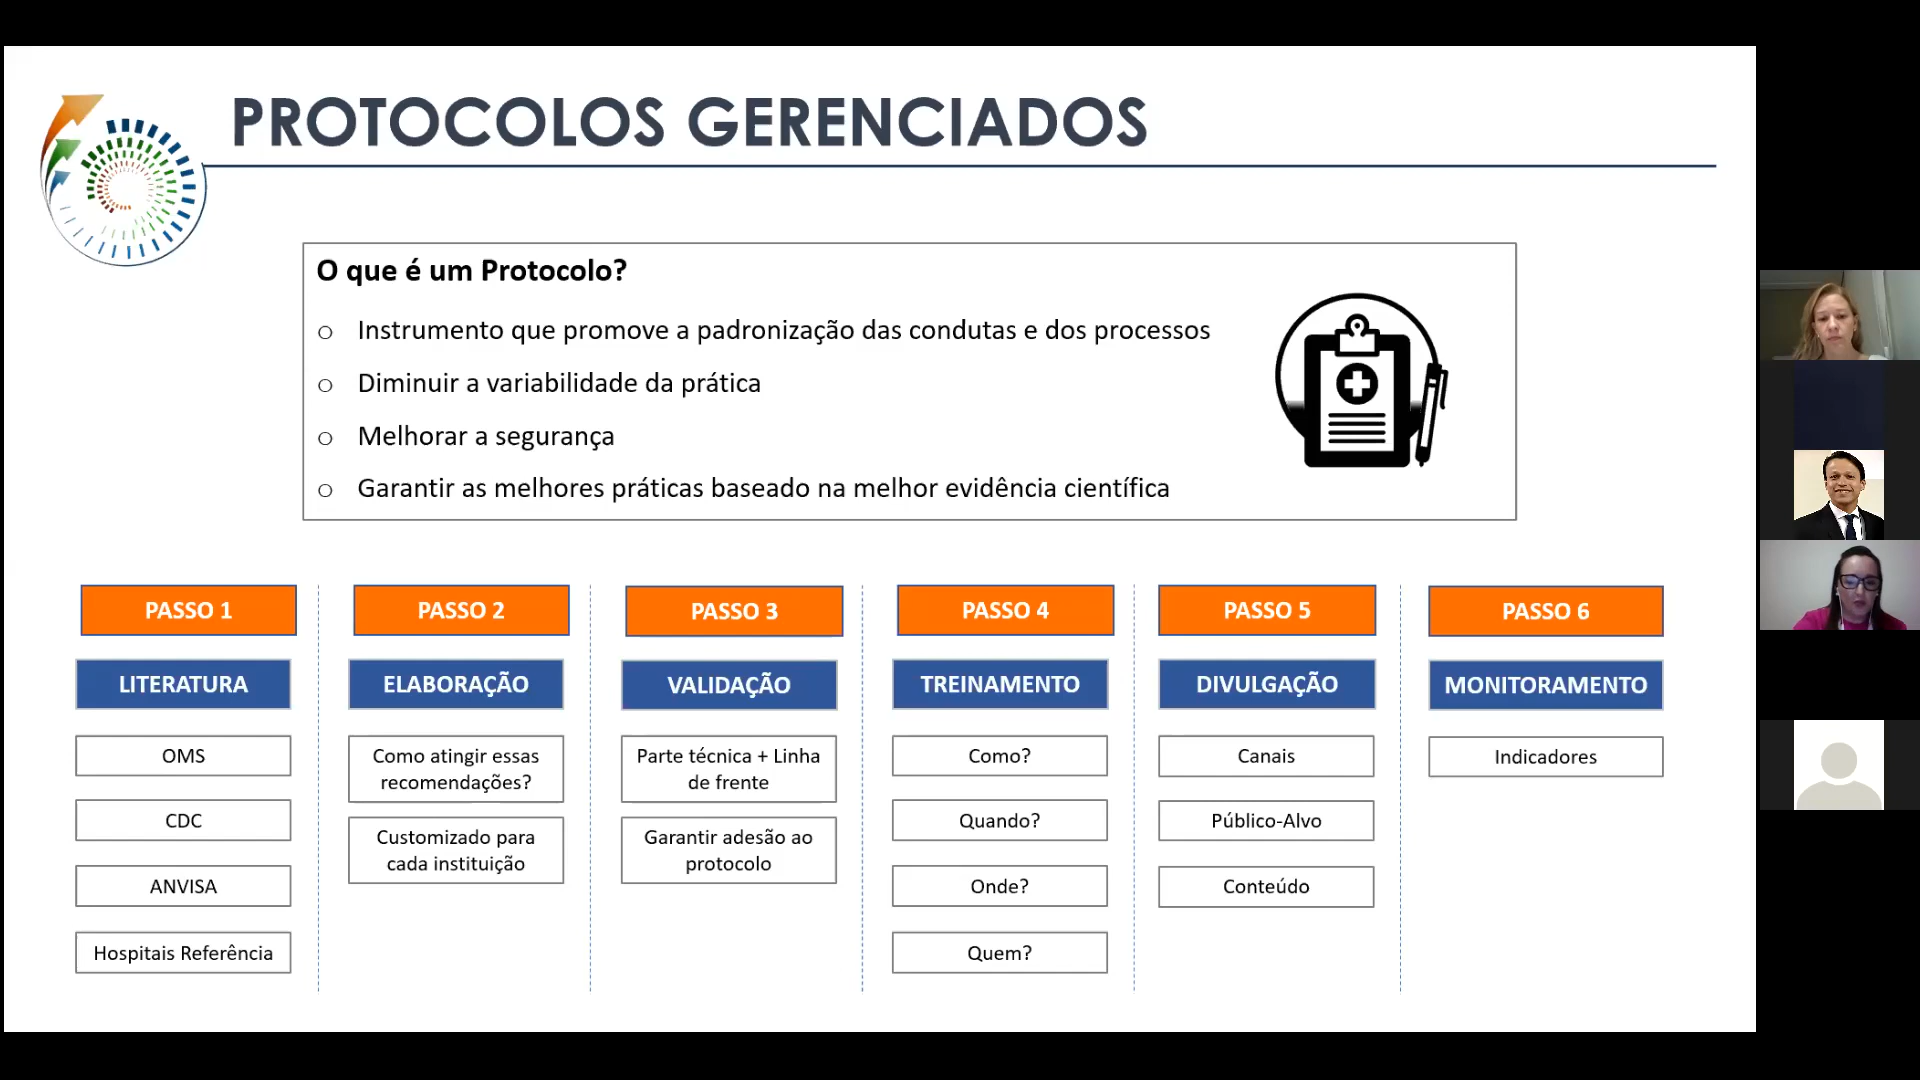 PROTOCOLOS GERENCIADOS
O que é um Protocolo?
o Instrumento que promove a padronização das condutas e dos processos
o Diminuir a variabilidade da prática
o Melhorar a segurança
o Garantir as melhores práticas baseado na melhor evidência científica
PASSO 1
LITERATURA
OMS
CDC
ANVISA
Hospitais Referência
PASSO 2
ELABORAÇÃO
Como atingir essas
recomendações?
Customizado para
cada instituição
PASSO 3
VALIDAÇÃO
Parte técnica + Linha
de frente
Garantir adesão ao
protocolo
PASSO 4
TREINAMENTO
Como?
Quando?
Onde?
Quem?
PASSO 5
DIVULGAÇÃO
Canais
Público-Alvo
Conteúdo
PASSO 6
MONITORAMENTO
Indicadores